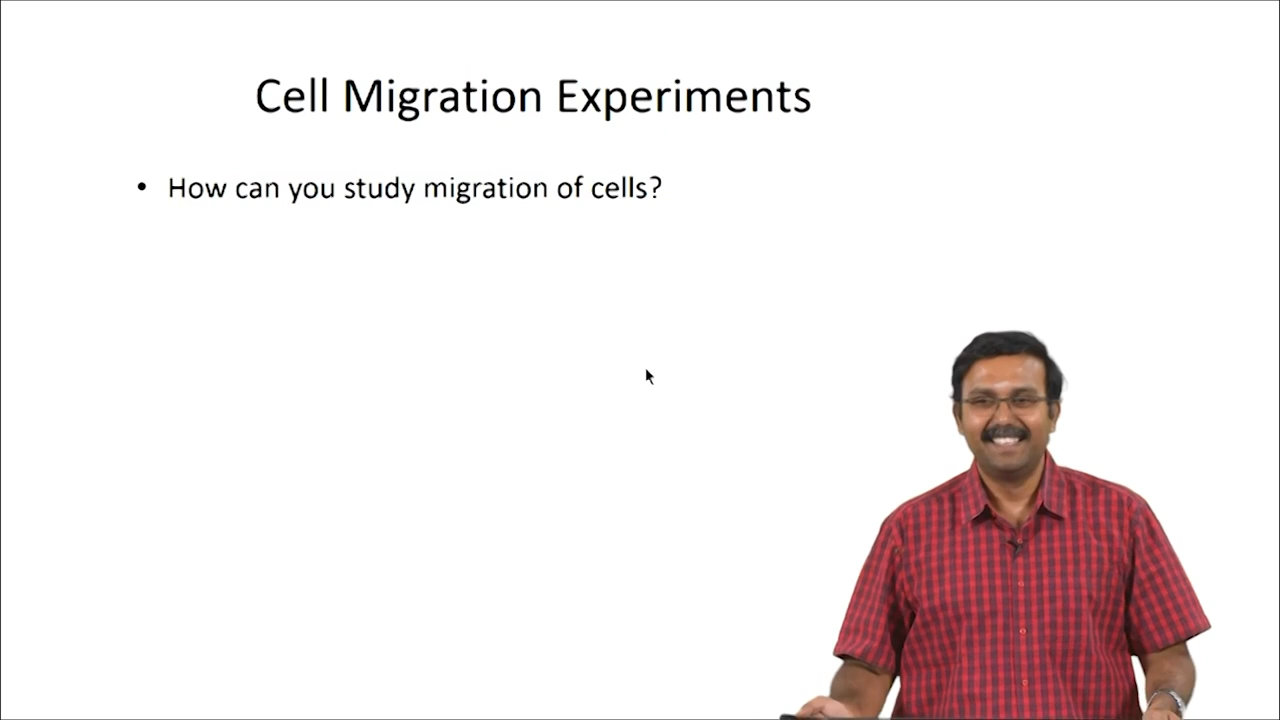 Cell Migration Experiments
• How can you study migration of cells?